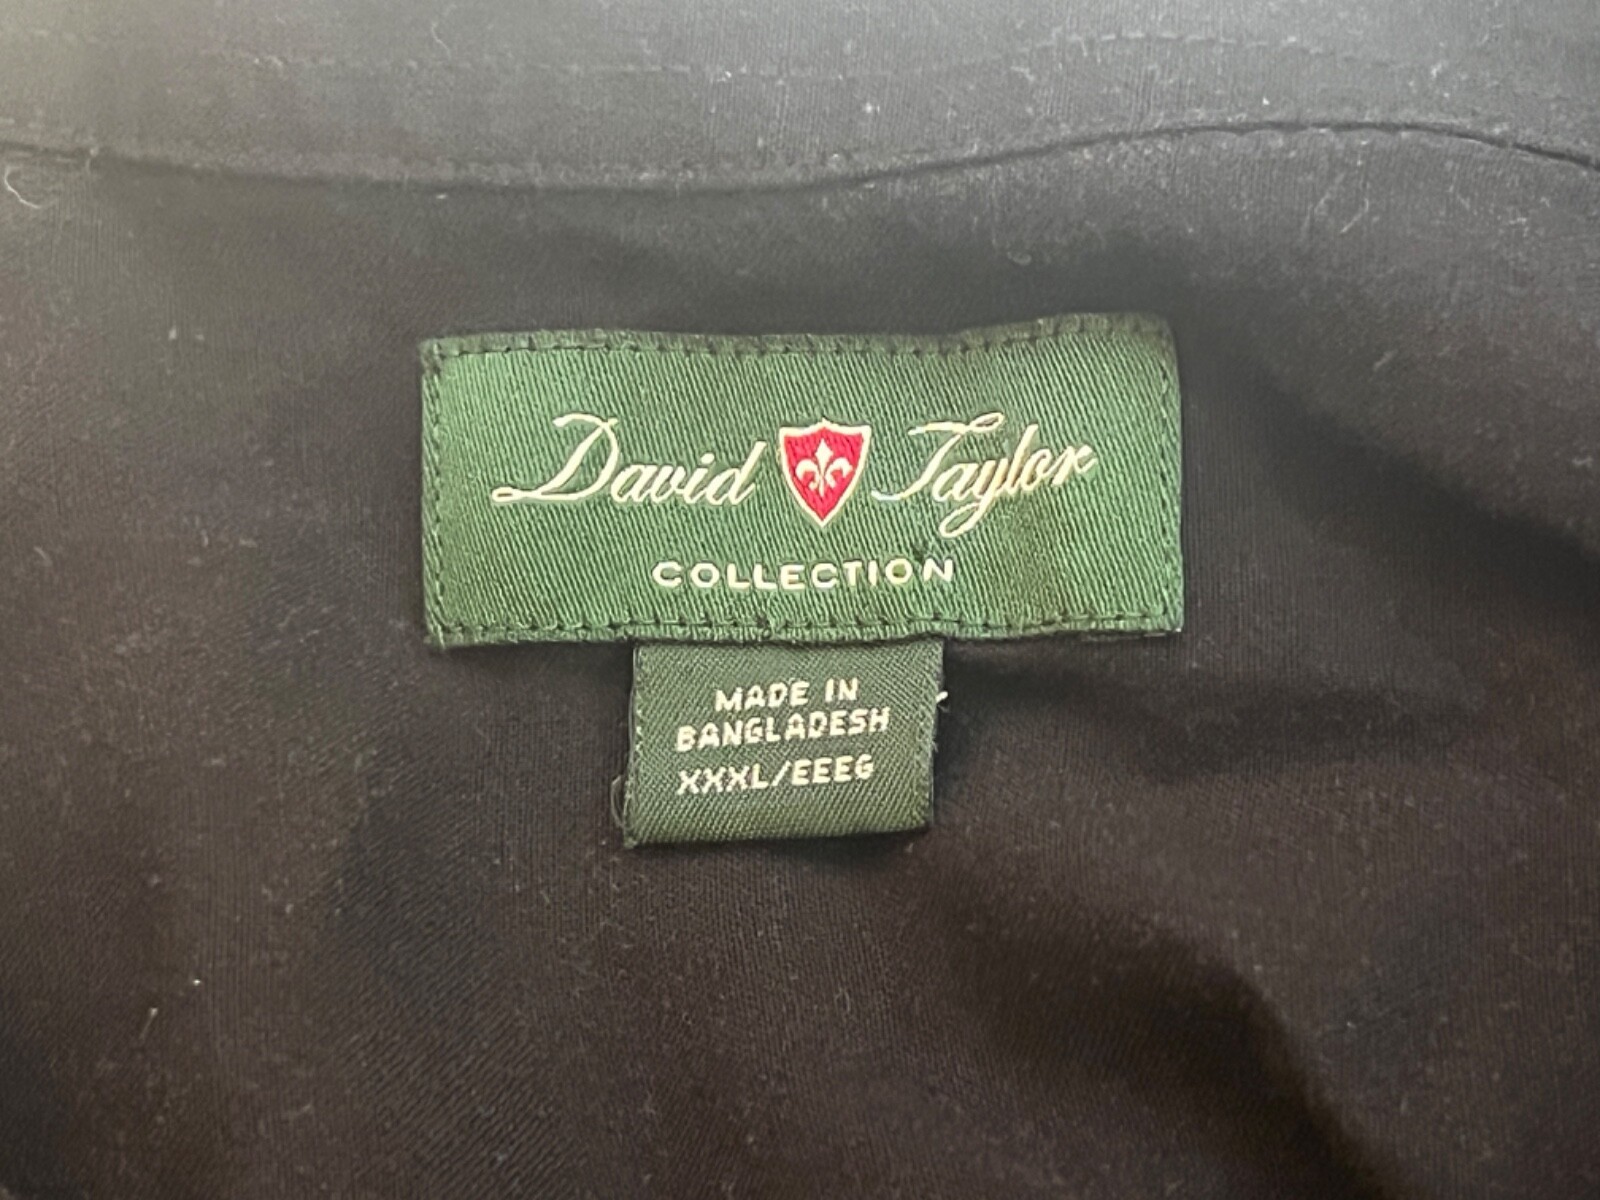 David Taylor
COLLECTION
MADE IN
BANGLADESH
XXXL/EEEG